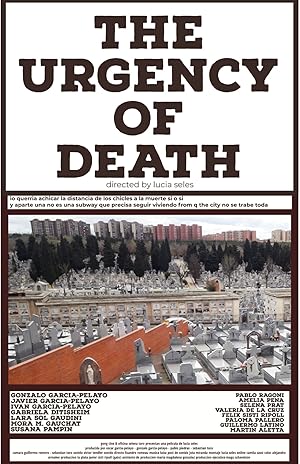 THE
URGENCY
OF
DEATH
directed by lucia seles
lo querria achicar la distancia de los chicles a la muerte si o si
y aparte una no es una subway que precisa seguir viviendo from q the city no se trabe toda
GONZALO GARCIA-PELAYO
JAVIER GARCIA-PELAYO
IVAN GARCIA-PELAYO
GABRIELA DITISHEIM
LARA SOL GAUDINI
MORA M. GAUCHAT
SUSANA PAMPIN
PABLO RAGONI
AMELIA PENA
SELENA PRAT
VALERIA DE LA CRUZ
FELIX SISTI RIPOLL
PALOMA PALLERO
GUILLERMO LATINO
MARTIN ALETTA